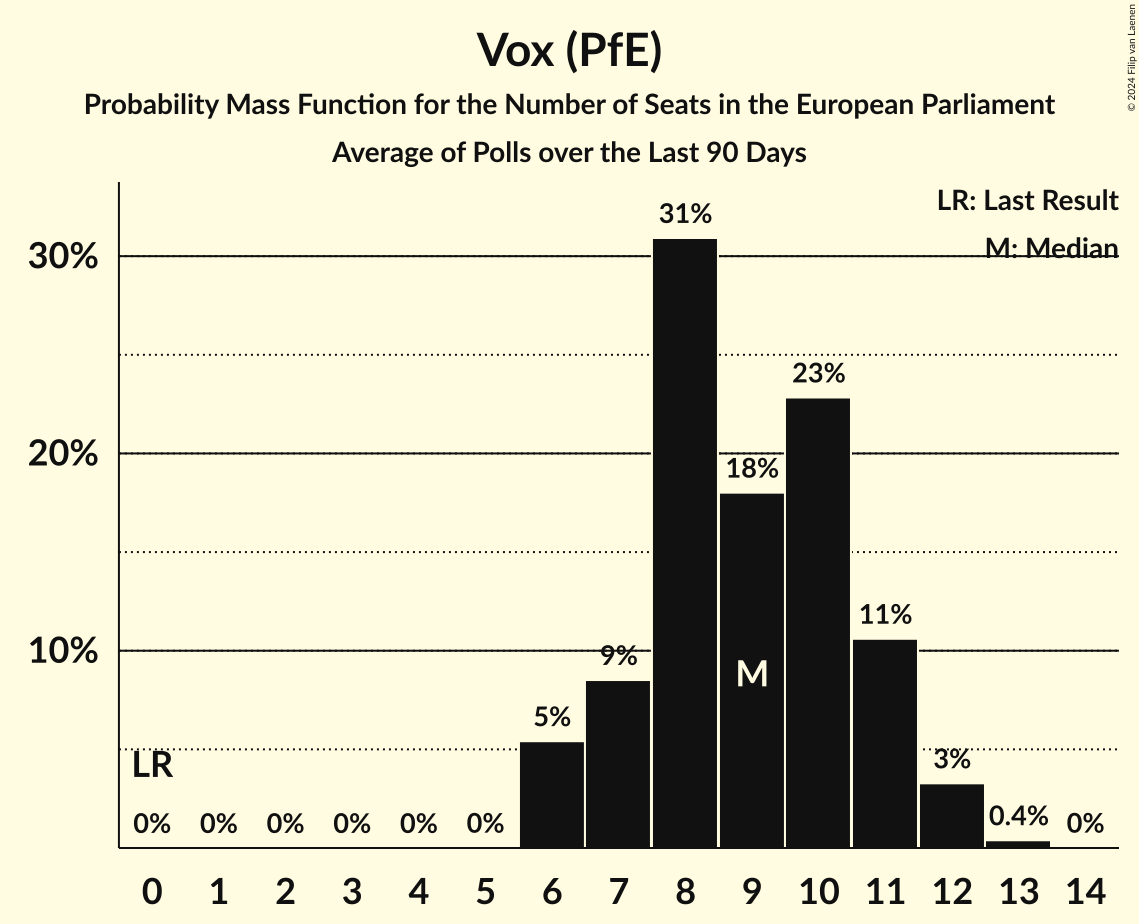 Vox (PfE)
Probability Mass Function for the Number of Seats in the European Parliament
Average of Polls over the Last 90 Days
© 2024 Filip van Laenen
LR: Last Result
M: Median
30%
20%
10%
31%
23%
18%
11%
9%
5%
3%
0.4%
0%
0% 0% 0% 0% 0% 0%
LR
M
0 1 2 3 4 5 6 7 8 9 10 11 12 13 14